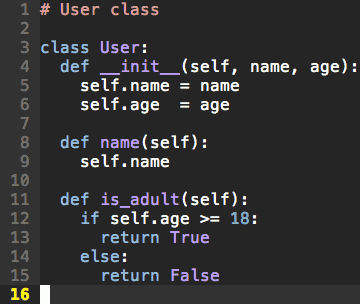 1 # User class
2
3 class User:
4   def __init__(self, name, age):
5     self.name = name
6     self.age  = age
7
8   def name(self):
9     self.name
10
11   def is_adult(self):
12     if self.age >= 18:
13       return True
14     else:
15       return False
16